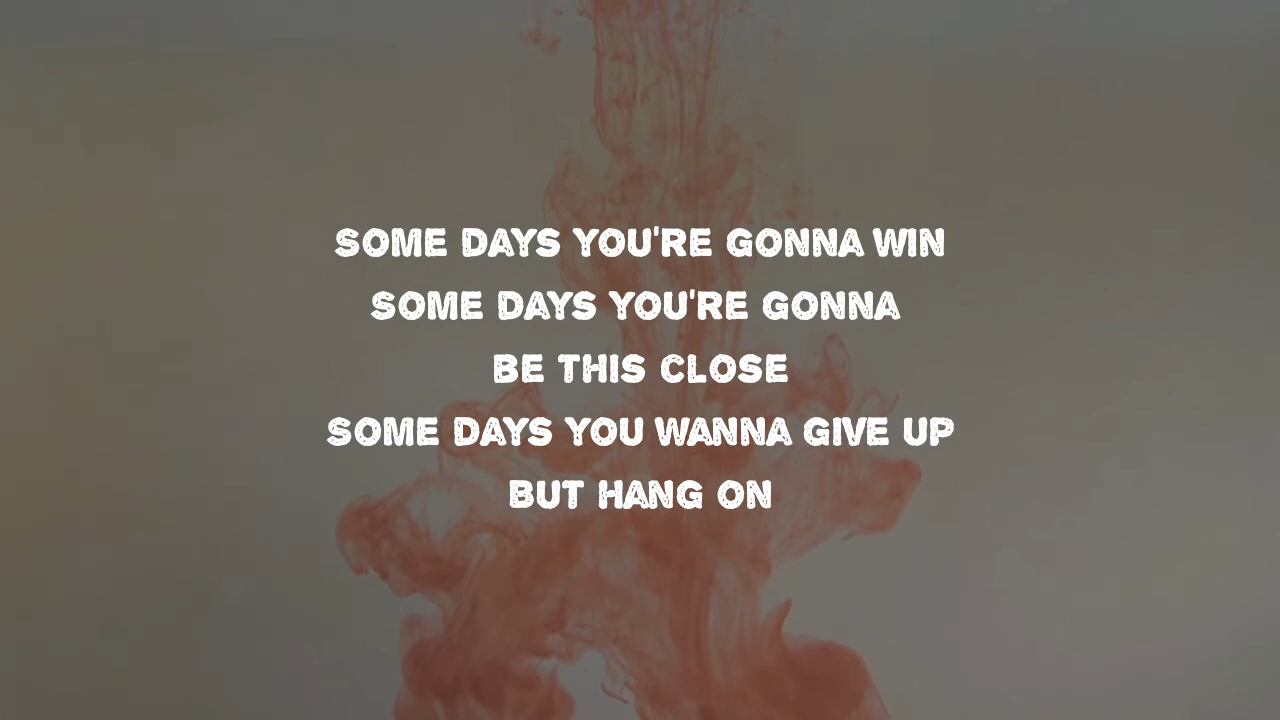 SOME DAYS YOU'RE GONNA WIN
SOME DAYS YOU'RE GONNA
BE THIS CLOSE
SOME DAYS YOU WANNA GIVE UP
BUT HANG ON